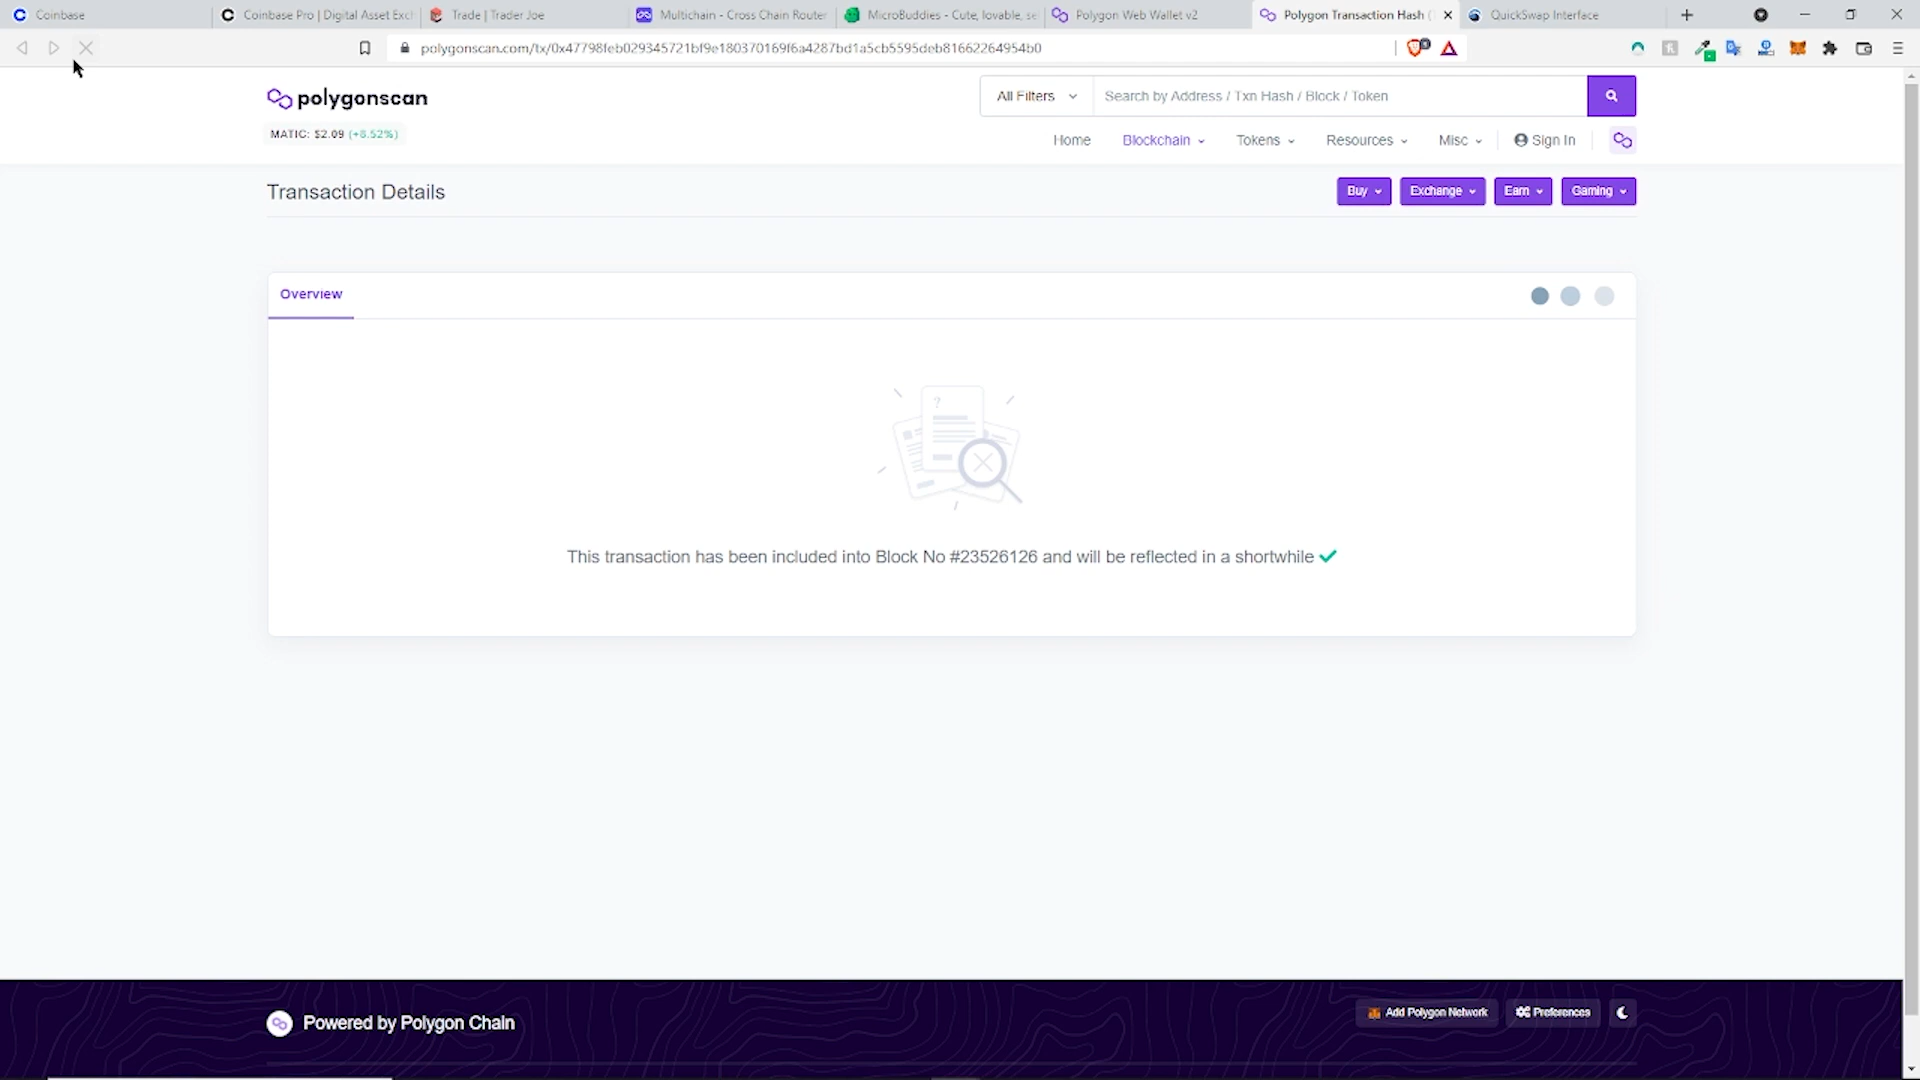 Coinbase
Coinbase Pro | Digital Asset Excl
Trade | Trader Joe
Multichain - Cross Chain Router
MicroBuddies - Cute, lovable, se
Polygon Web Wallet v2
Polygon Transaction Hash (
QuickSwap Interface
polygonscan.com/tx/0x47798feb029345721bf9e180370169f6a4287bd1a5cb5595deb81662264954b0
polygonscan
All Filters
Search by Address / Txn Hash / Block / Token
MATIC: $2.09 (+8.52%)
Home
Blockchain
Tokens
Resources
Misc
Sign In
Transaction Details
Buy
Exchange
Earn
Gaming
Overview
?
This transaction has been included into Block No #23526126 and will be reflected in a shortwhile
Powered by Polygon Chain
Add Polygon Network
Preferences